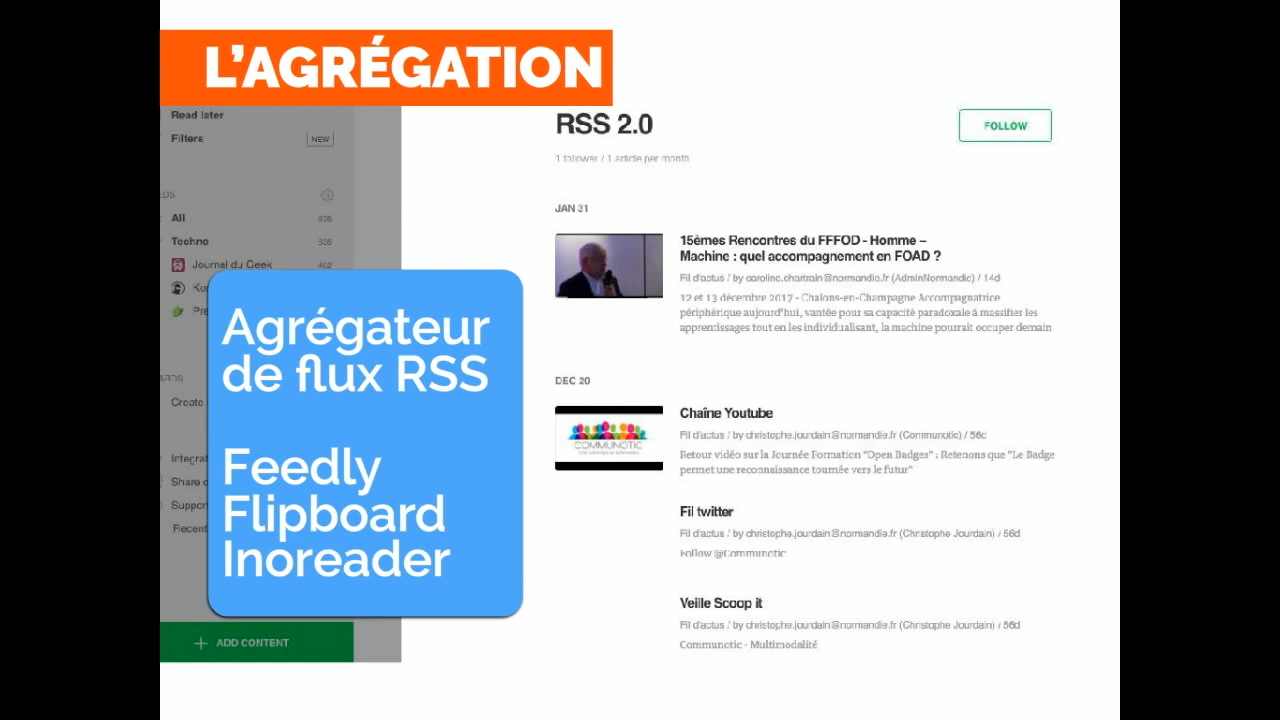 L'AGRÉGATION
Read later
Filters
NEW
All
Techno
Journal du Geek
Create
Share
Support
Recent
ADD CONTENT
Agrégateur
de flux RSS
Feedly
Flipboard
Inoreader
RSS 2.0
FOLLOW
1 follower / 1 article per month
JAN 31
15èmes Rencontres du FFFOD - Homme –
Machine : quel accompagnement en FOAD ?
Fil d'actus / by caroline.chartrain@normandie.fr (AdminNormandie) / 14d
12 et 13 décembre 2017 - Chalons-en-Champagne Accompagnatrice
périphérique aujourd'hui, vantée pour sa capacité paradoxale à massifier les
apprentissages tout en les individualisant, la machine pourrait occuper demain
DEC 20
COMMUNOTIC
Chaîne Youtube
Fil d'actus / by christophe.jourdain@normandie.fr (Communotic) / 56d
Retour vidéo sur la Journée Formation "Open Badges" : Retenons que "Le Badge
permet une reconnaissance tournée vers le futur"
Fil twitter
Fil d'actus / by christophe.jourdain@normandie.fr (Christophe Jourdain) / 56d
Follow @Communotic
Veille Scoop it
Fil d'actus / by christophe.jourdain@normandie.fr (Christophe Jourdain) / 56d
Communotic - Multimodalité